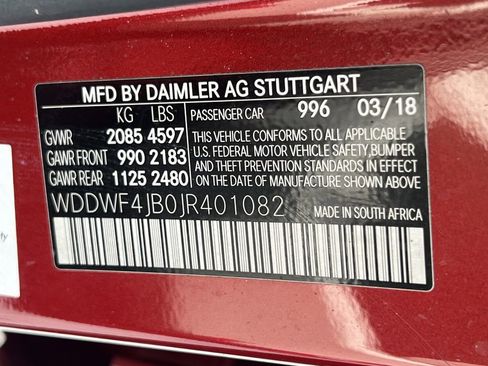 MFD BY DAIMLER AG STUTTGART
KG LBS
PASSENGER CAR 996 03/18
GVWR 2085 4597
GAWR FRONT 990 2183
GAWR REAR 1125 2480
THIS VEHICLE CONFORMS TO ALL APPLICABLE
U.S. FEDERAL MOTOR VEHICLE SAFETY, BUMPER
AND THEFT PREVENTION STANDARDS IN EFFECT
ON THE DATE OF MANUFACTURE SHOWN ABOVE.
WDDWF4JB0JR401082 MADE IN SOUTH AFRICA